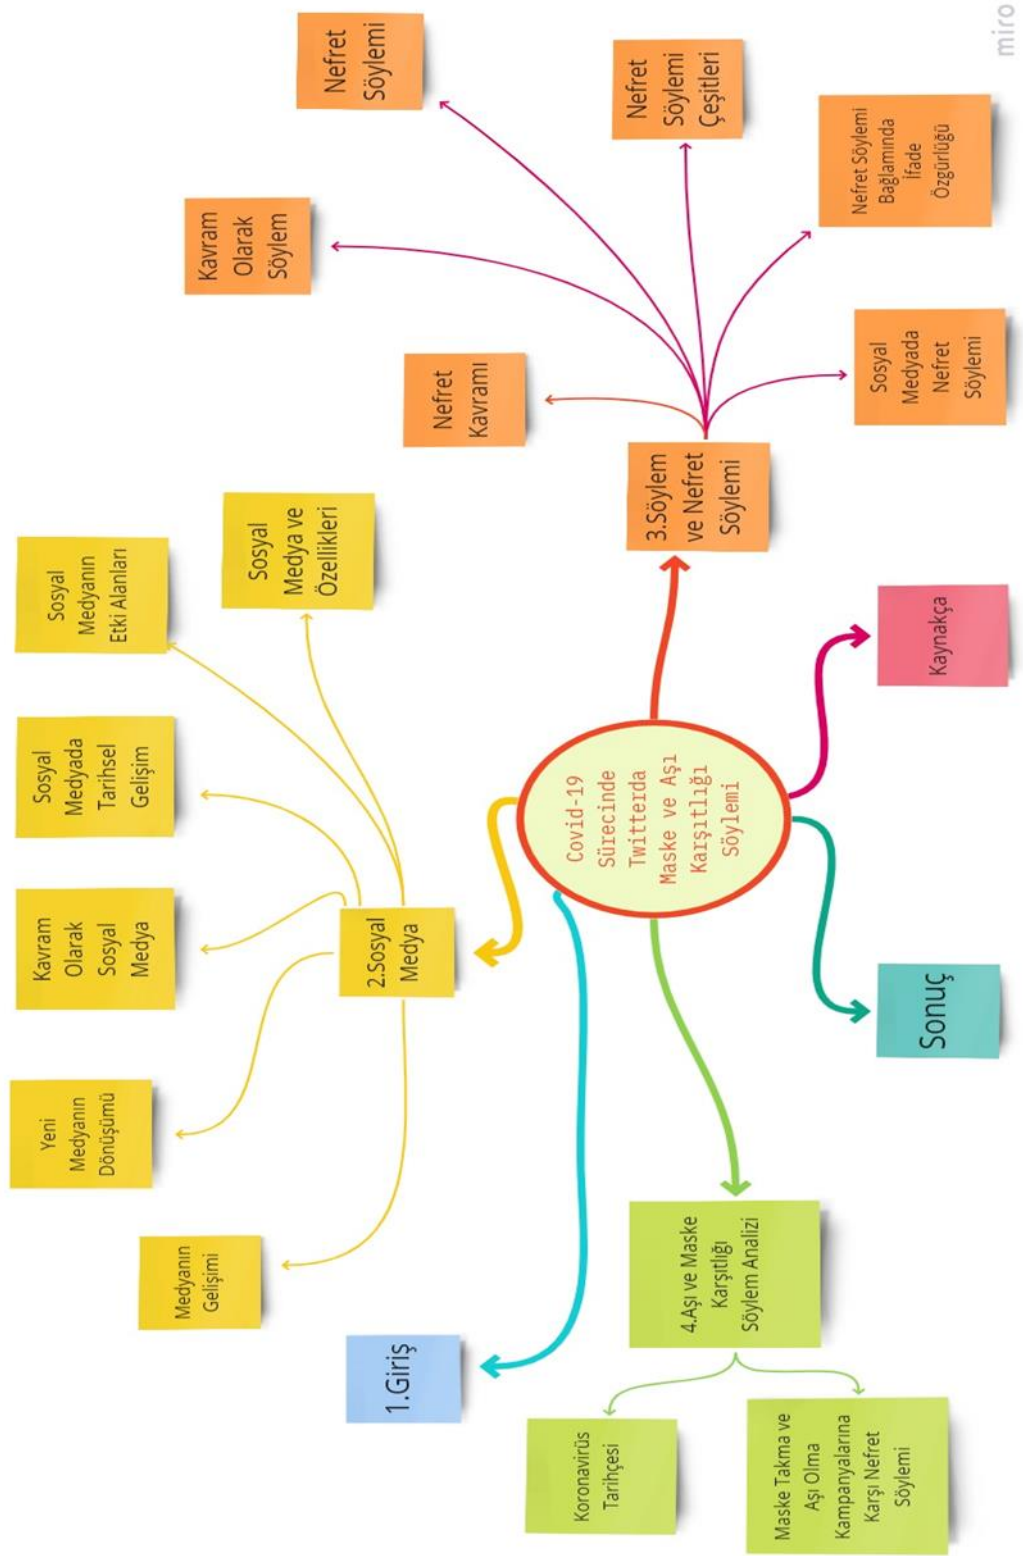 Covid-19
Sürecinde
Twitterda
Maske ve Aşı
Karşıtlığı
Söylemi
1.Giriş
2.Sosyal
Medya
Medyanın
Gelişimi
Yeni
Medyanın
Dönüşümü
Kavram
Olarak
Sosyal
Medya
Sosyal
Medyada
Tarihsel
Gelişim
Sosyal
Medyanın
Etki Alanları
Sosyal
Medya ve
Özellikleri
3.Söylem
ve Nefret
Söylemi
Nefret
Kavramı
Kavram
Olarak
Söylem
Nefret
Söylemi
Nefret
Söylemi
Çeşitleri
Nefret Söylemi
Bağlamında
İfade
Özgürlüğü
Sosyal
Medyada
Nefret
Söylemi
4.Aşı ve Maske
Karşıtlığı
Söylem Analizi
Koronavirüs
Tarihçesi
Maske Takma ve
Aşı Olma
Kampanyalarına
Karşı Nefret
Söylemi
Sonuç
Kaynakça
miro